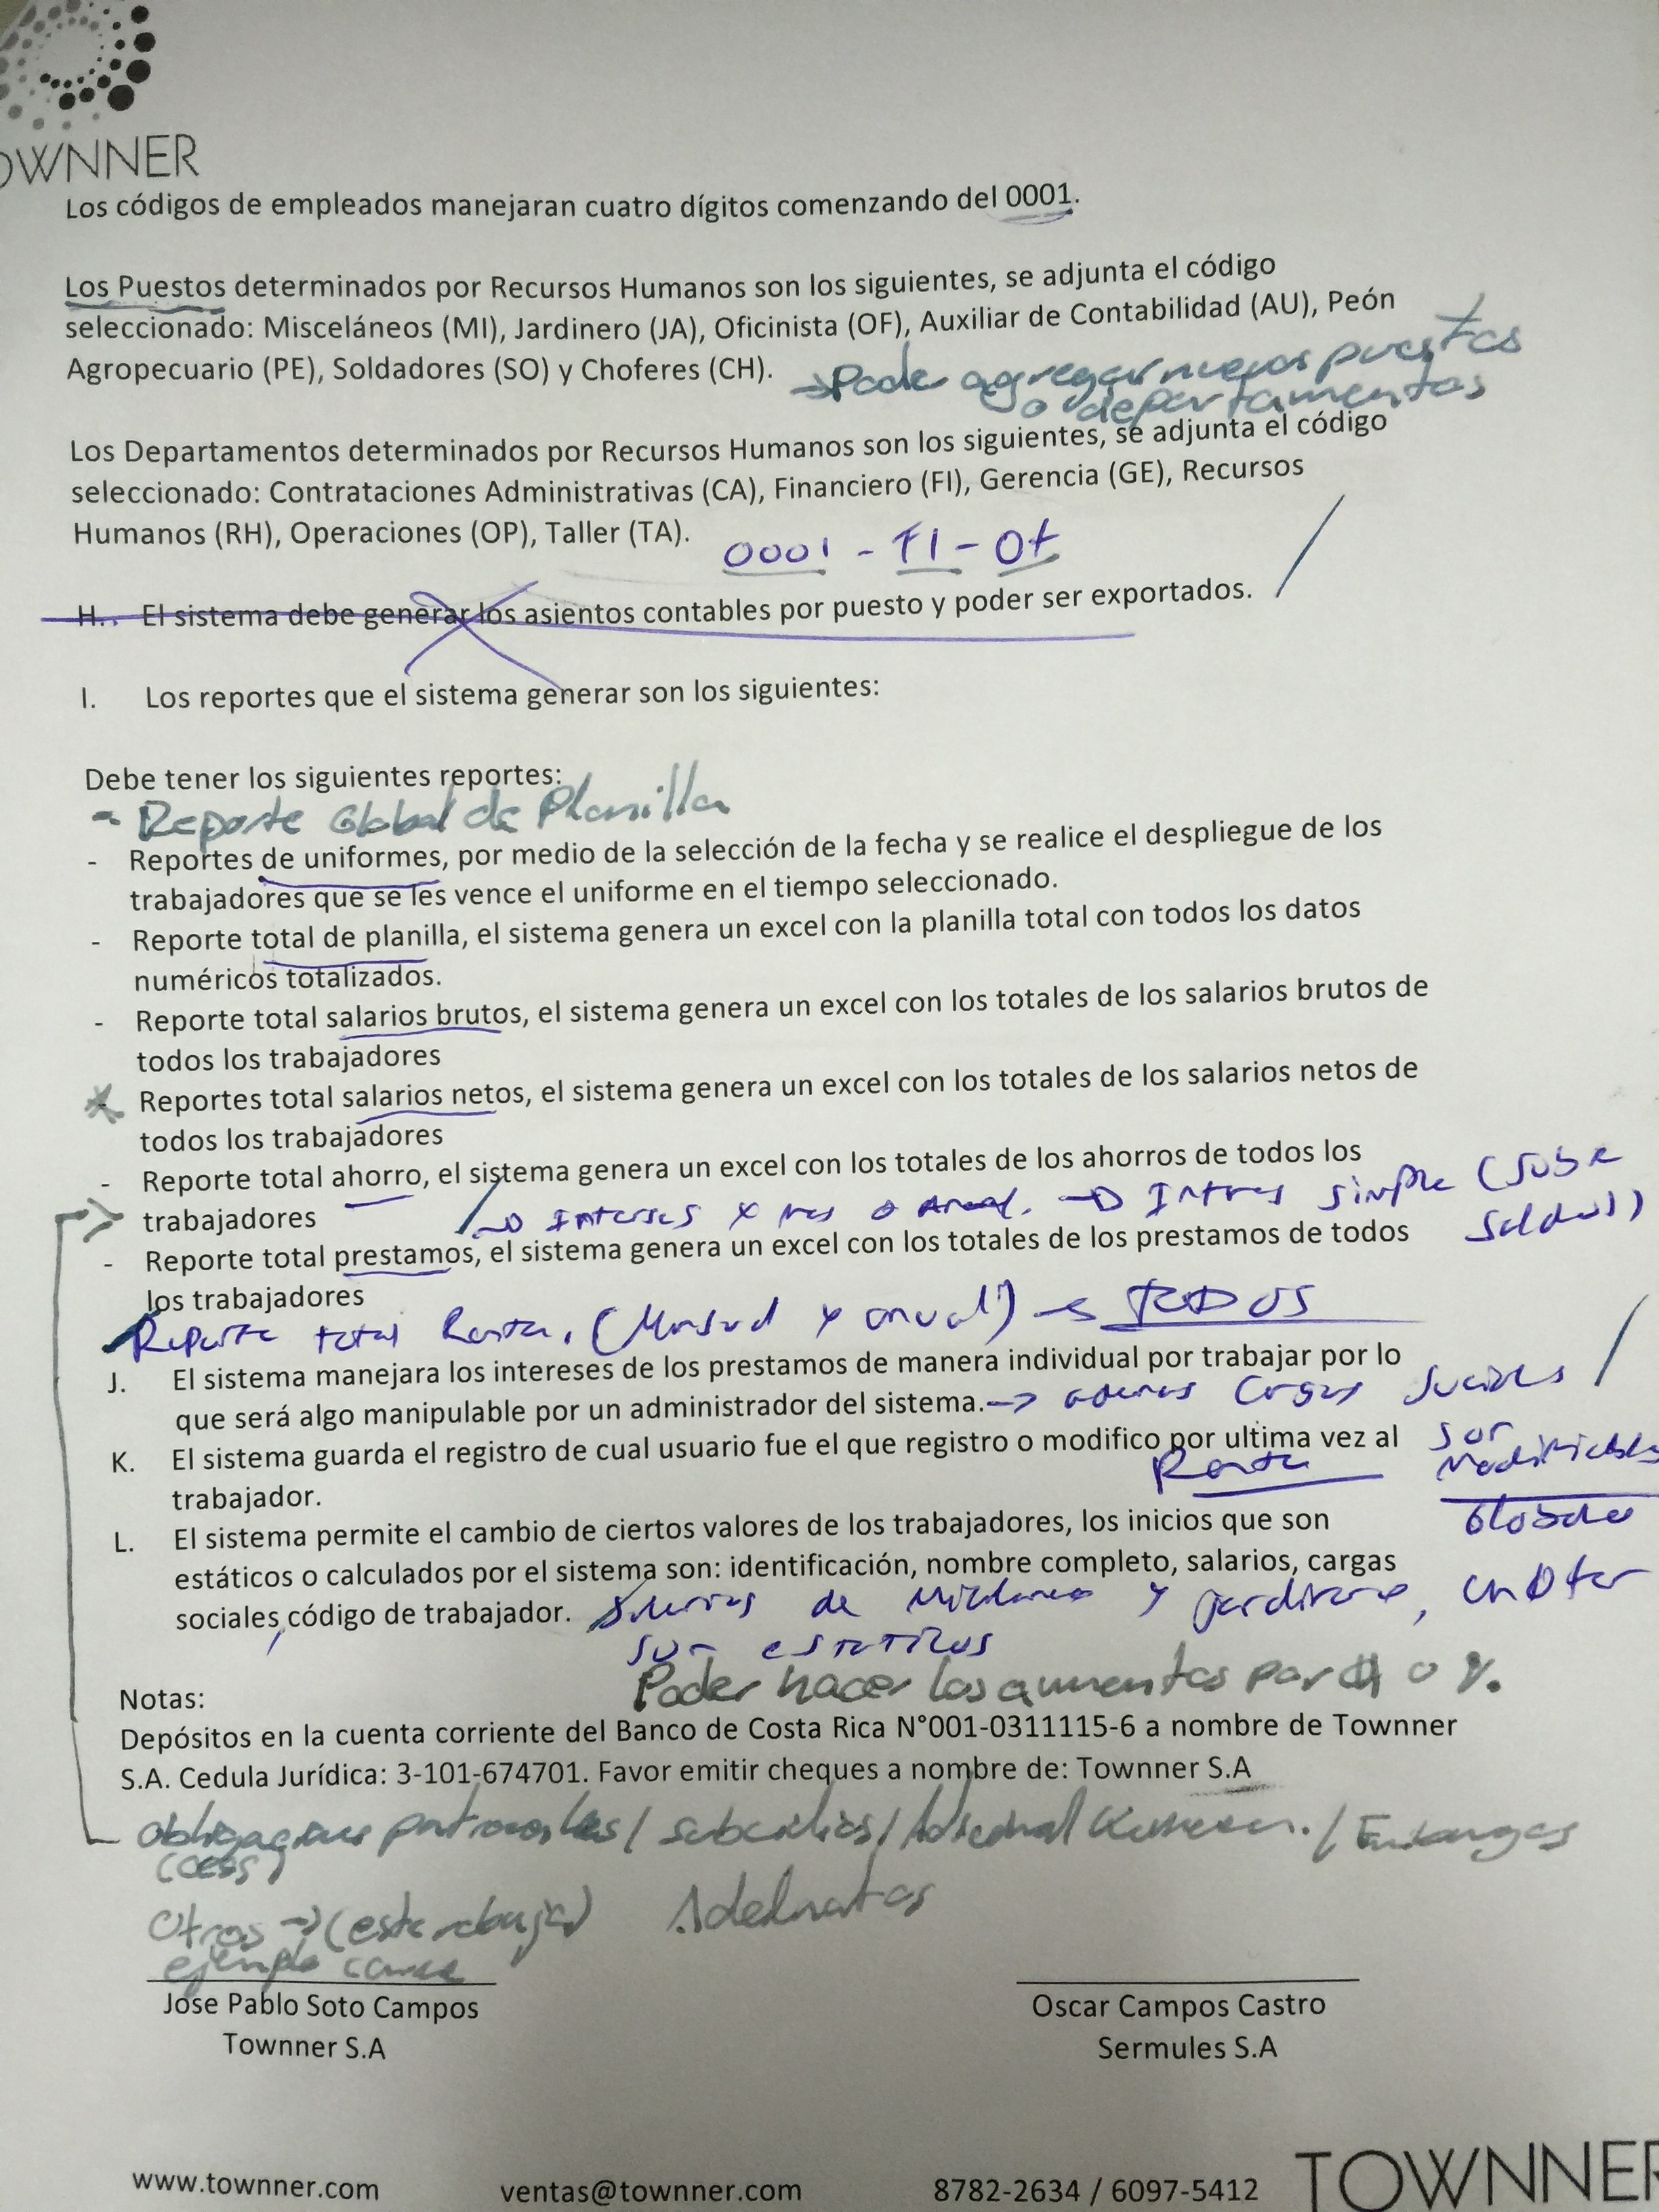 TOWNNER
Los códigos de empleados manejaran cuatro dígitos comenzando del 0001.
Los Puestos determinados por Recursos Humanos son los siguientes, se adjunta el código
seleccionado: Misceláneos (MI), Jardinero (JA), Oficinista (OF), Auxiliar de Contabilidad (AU), Peón
Agropecuario (PE), Soldadores (SO) y Choferes (CH).
→ Poder agregar nuevos puestos
o departamentos
Los Departamentos determinados por Recursos Humanos son los siguientes, se adjunta el código
seleccionado: Contrataciones Administrativas (CA), Financiero (FI), Gerencia (GE), Recursos
Humanos (RH), Operaciones (OP), Taller (TA).
0001 - FI - Of
H.. El sistema debe generar los asientos contables por puesto y poder ser exportados.
I. Los reportes que el sistema generar son los siguientes:
Debe tener los siguientes reportes:
- Reporte Global de Planilla
- Reportes de uniformes, por medio de la selección de la fecha y se realice el despliegue de los
trabajadores que se les vence el uniforme en el tiempo seleccionado.
- Reporte total de planilla, el sistema genera un excel con la planilla total con todos los datos
numéricos totalizados.
- Reporte total salarios brutos, el sistema genera un excel con los totales de los salarios brutos de
todos los trabajadores
- Reportes total salarios netos, el sistema genera un excel con los totales de los salarios netos de
todos los trabajadores
- Reporte total ahorro, el sistema genera un excel con los totales de los ahorros de todos los
trabajadores
→ Intereses x mes o Anual. → Interes simple (sobre
saldos)
- Reporte total prestamos, el sistema genera un excel con los totales de los prestamos de todos
los trabajadores
Reporte total Renta. (Mensual y anual) → TODOS
J. El sistema manejara los intereses de los prestamos de manera individual por trabajar por lo
que será algo manipulable por un administrador del sistema.
→ ademas Cargas sociales
son
modificables
Global
K. El sistema guarda el registro de cual usuario fue el que registro o modifico por ultima vez al
trabajador.
Renta
L. El sistema permite el cambio de ciertos valores de los trabajadores, los inicios que son
estáticos o calculados por el sistema son: identificación, nombre completo, salarios, cargas
sociales, código de trabajador.
Salarios de y jardinero,
son estaticos
Poder hacer los aumentos por o %.
Notas:
Depósitos en la cuenta corriente del Banco de Costa Rica N°001-0311115-6 a nombre de Townner
S.A. Cedula Jurídica: 3-101-674701. Favor emitir cheques a nombre de: Townner S.A
obligaciones patronales / subcidios / / Embargos
(CCSS)
Otros → (este rebaja) Adelnatos
ejemplo
Jose Pablo Soto Campos
Townner S.A
Oscar Campos Castro
Sermules S.A
www.townner.com ventas@townner.com 8782-2634 / 6097-5412 TOWNNER